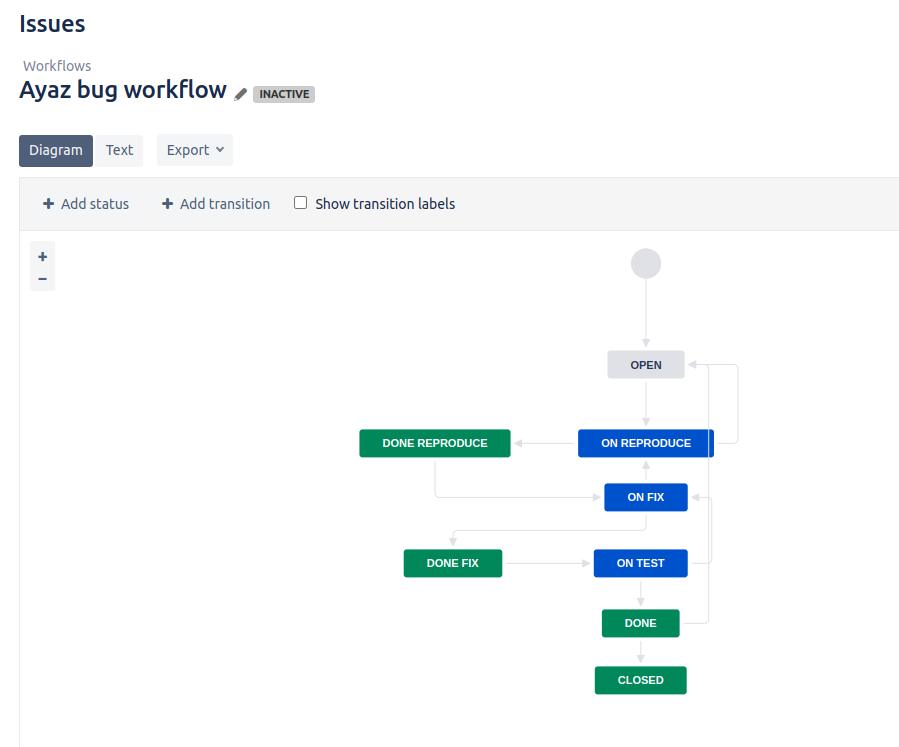 Issues
Workflows
Ayaz bug workflow INACTIVE
Diagram Text Export
+ Add status + Add transition Show transition labels
+
−
OPEN
DONE REPRODUCE ON REPRODUCE
ON FIX
DONE FIX ON TEST
DONE
CLOSED